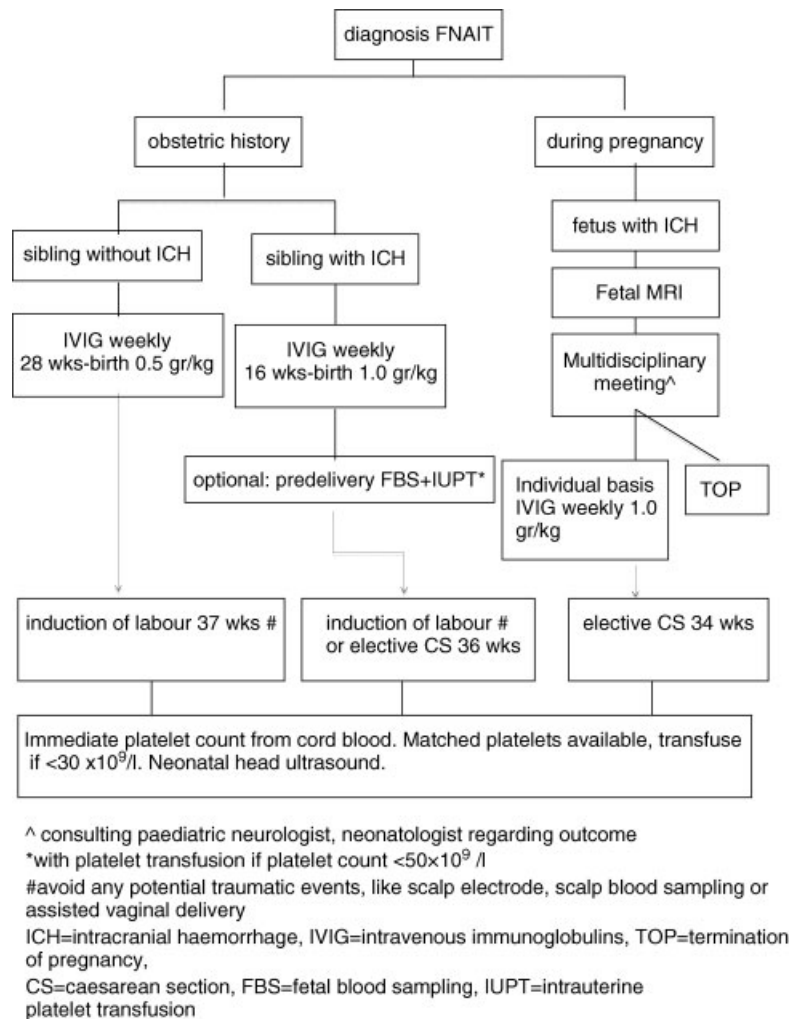 diagnosis FNAIT
obstetric history
during pregnancy
sibling without ICH
sibling with ICH
fetus with ICH
Fetal MRI
IVIG weekly
28 wks-birth 0.5 gr/kg
IVIG weekly
16 wks-birth 1.0 gr/kg
Multidisciplinary
meeting^
optional: predelivery FBS+IUPT*
Individual basis
IVIG weekly 1.0
gr/kg
TOP
induction of labour 37 wks #
induction of labour #
or elective CS 36 wks
elective CS 34 wks
Immediate platelet count from cord blood. Matched platelets available, transfuse
if <30 x10⁹/l. Neonatal head ultrasound.
^ consulting paediatric neurologist, neonatologist regarding outcome
*with platelet transfusion if platelet count <50×10⁹ /l
#avoid any potential traumatic events, like scalp electrode, scalp blood sampling or
assisted vaginal delivery
ICH=intracranial haemorrhage, IVIG=intravenous immunoglobulins, TOP=termination
of pregnancy,
CS=caesarean section, FBS=fetal blood sampling, IUPT=intrauterine
platelet transfusion